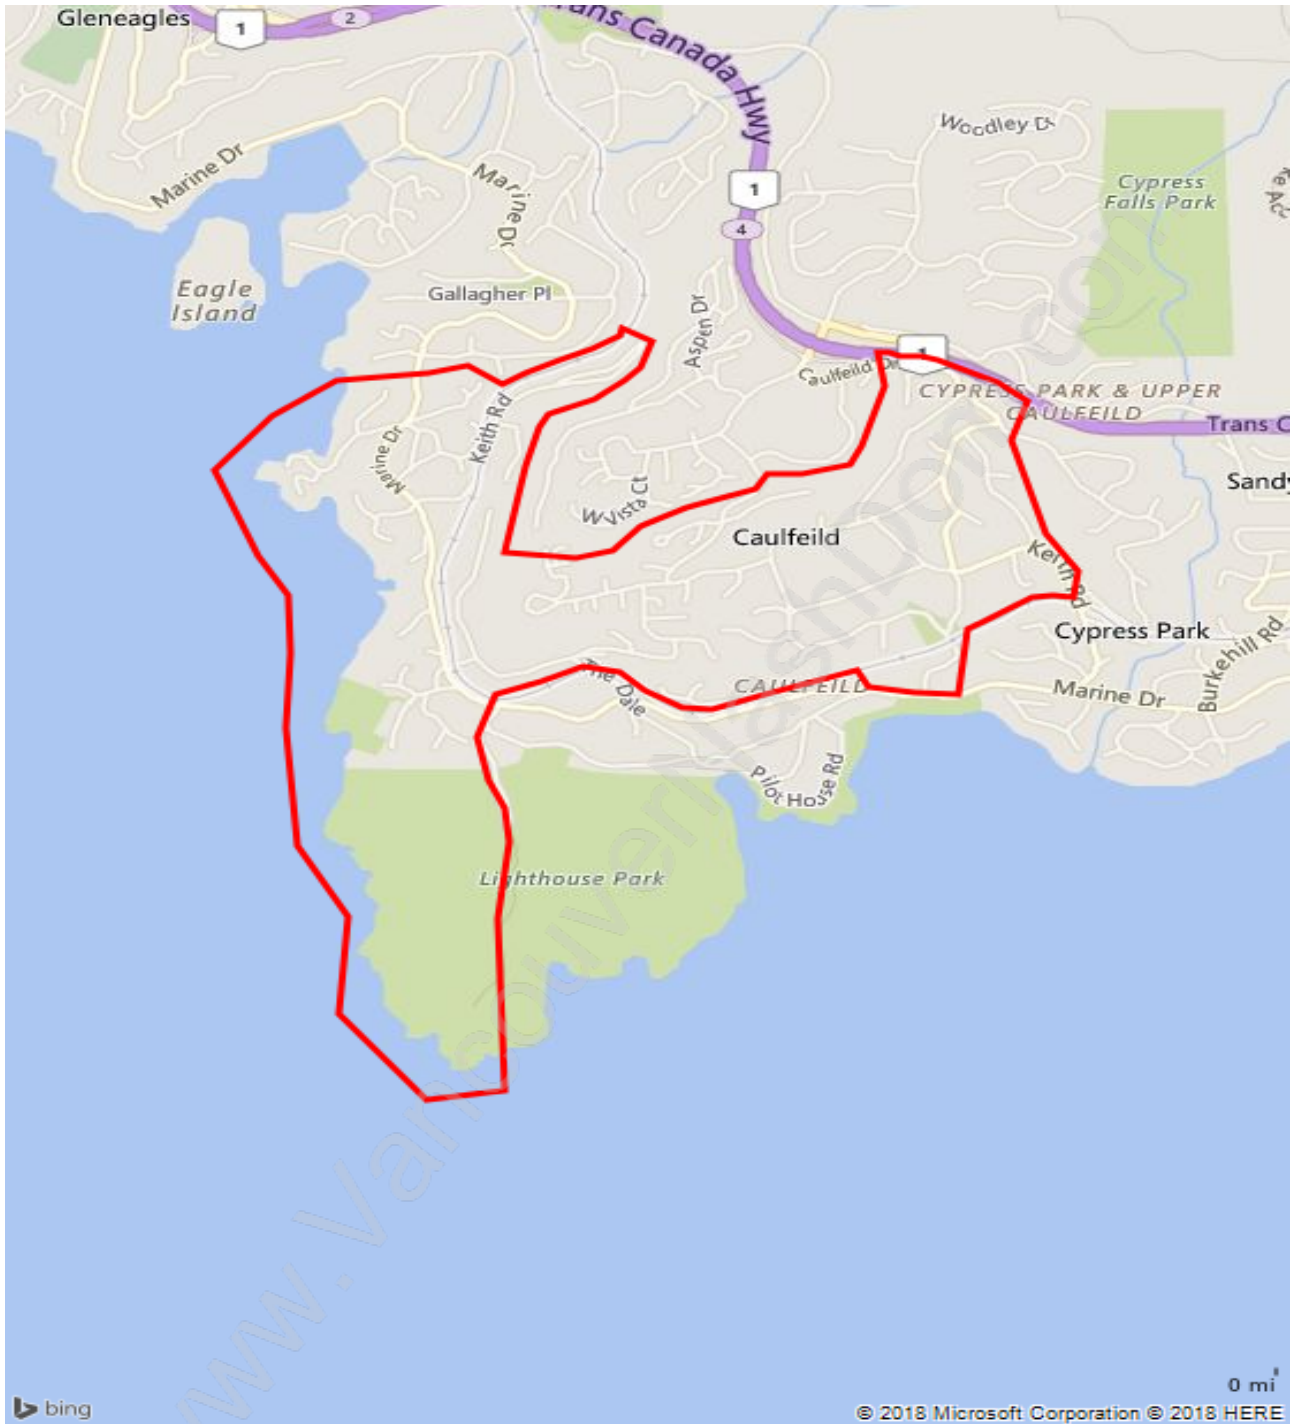 Gleneagles
1
2
Trans Canada Hwy
Woodley Dr
Marine Dr
Marine Dr
1
Cypress
Falls Park
4
Eagle
Island
Gallagher Pl
Aspen Dr
1
Caulfeild Dr
CYPRESS PARK & UPPER
CAULFEILD
Trans C
Keith Rd
Marine Dr
W Vista Ct
Sandy
Caulfeild
Keith Rd
Cypress Park
Burkehill Rd
The Dale
CAULFEILD
Marine Dr
Pilot House Rd
Lighthouse Park
www.VancouverNashDom.com
0 mi
bing
© 2018 Microsoft Corporation © 2018 HERE